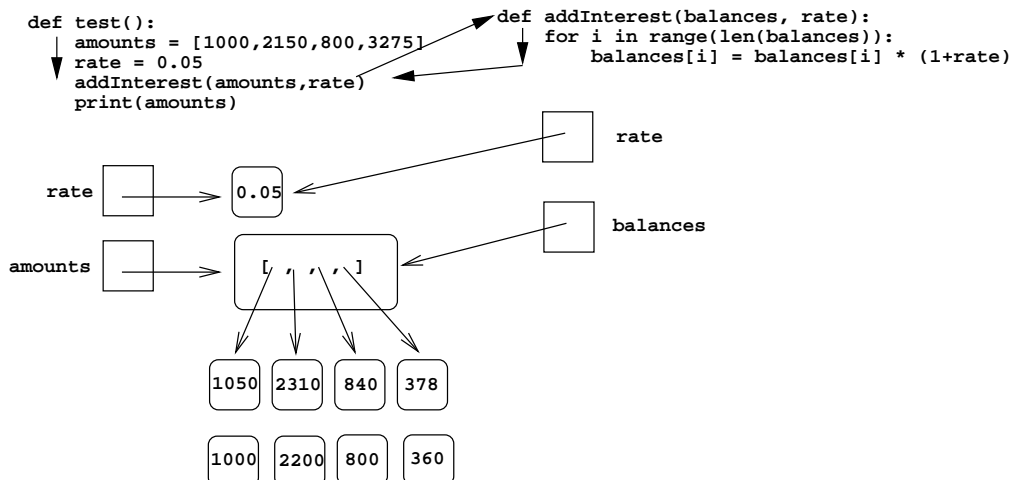 def test():
amounts = [1000,2150,800,3275]
rate = 0.05
addInterest(amounts,rate)
print(amounts)
def addInterest(balances, rate):
for i in range(len(balances)):
balances[i] = balances[i] * (1+rate)
rate
rate
0.05
balances
amounts
[ , , , ]
1050 2310 840 378
1000 2200 800 360